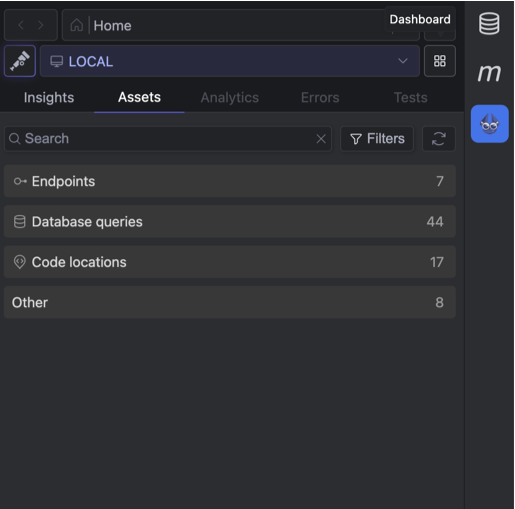 Home
Dashboard
LOCAL
Insights Assets Analytics Errors Tests
Search Filters
Endpoints 7
Database queries 44
Code locations 17
Other 8
m